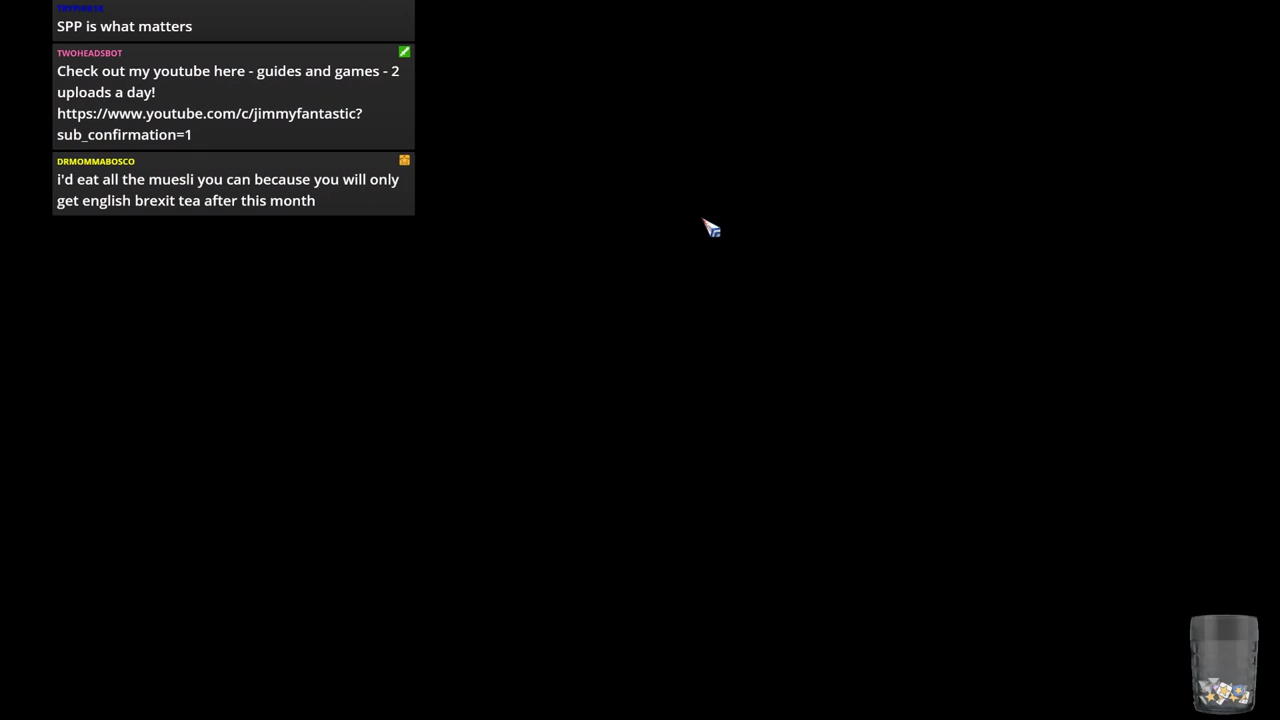 SPP is what matters
TWOHEADSBOT
Check out my youtube here - guides and games - 2
uploads a day!
https://www.youtube.com/c/jimmyfantastic?
sub_confirmation=1
DRMOMMABOSCO
i'd eat all the muesli you can because you will only
get english brexit tea after this month